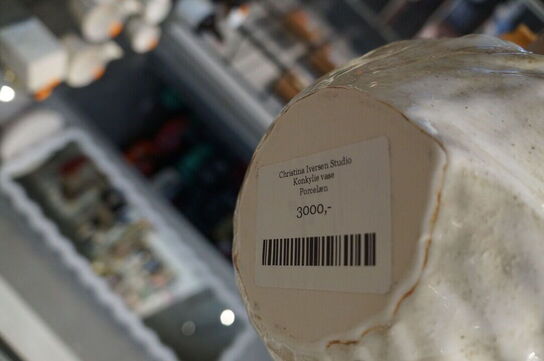 Christina Iversen Studio
Konkylie vase
Porcelæn
3000,-